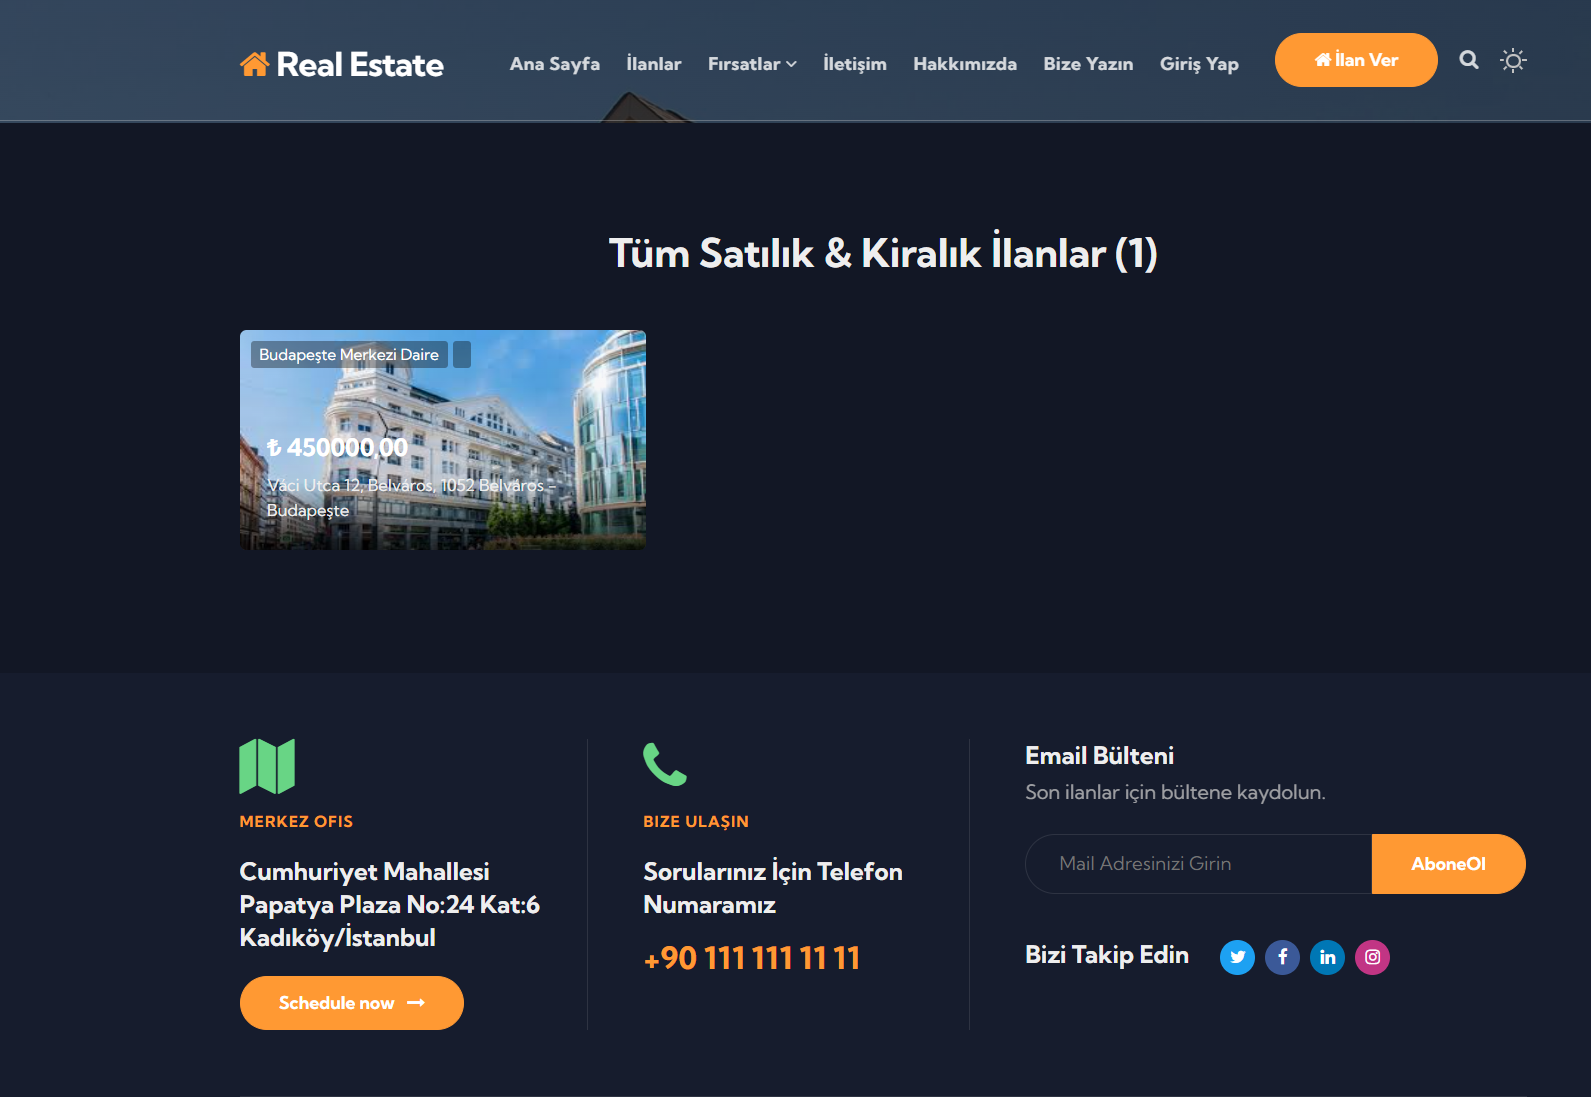 Real Estate
Ana Sayfa İlanlar Fırsatlar İletişim Hakkımızda Bize Yazın Giriş Yap
İlan Ver
Tüm Satılık & Kiralık İlanlar (1)
Budapeşte Merkezi Daire
₺ 450000,00
Váci Utca 12, Belváros, 1052 Belváros -
Budapeşte
MERKEZ OFIS
Cumhuriyet Mahallesi
Papatya Plaza No:24 Kat:6
Kadıköy/İstanbul
Schedule now
BIZE ULAŞIN
Sorularınız İçin Telefon
Numaramız
+90 111 111 11 11
Email Bülteni
Son ilanlar için bültene kaydolun.
Mail Adresinizi Girin
AboneOl
Bizi Takip Edin